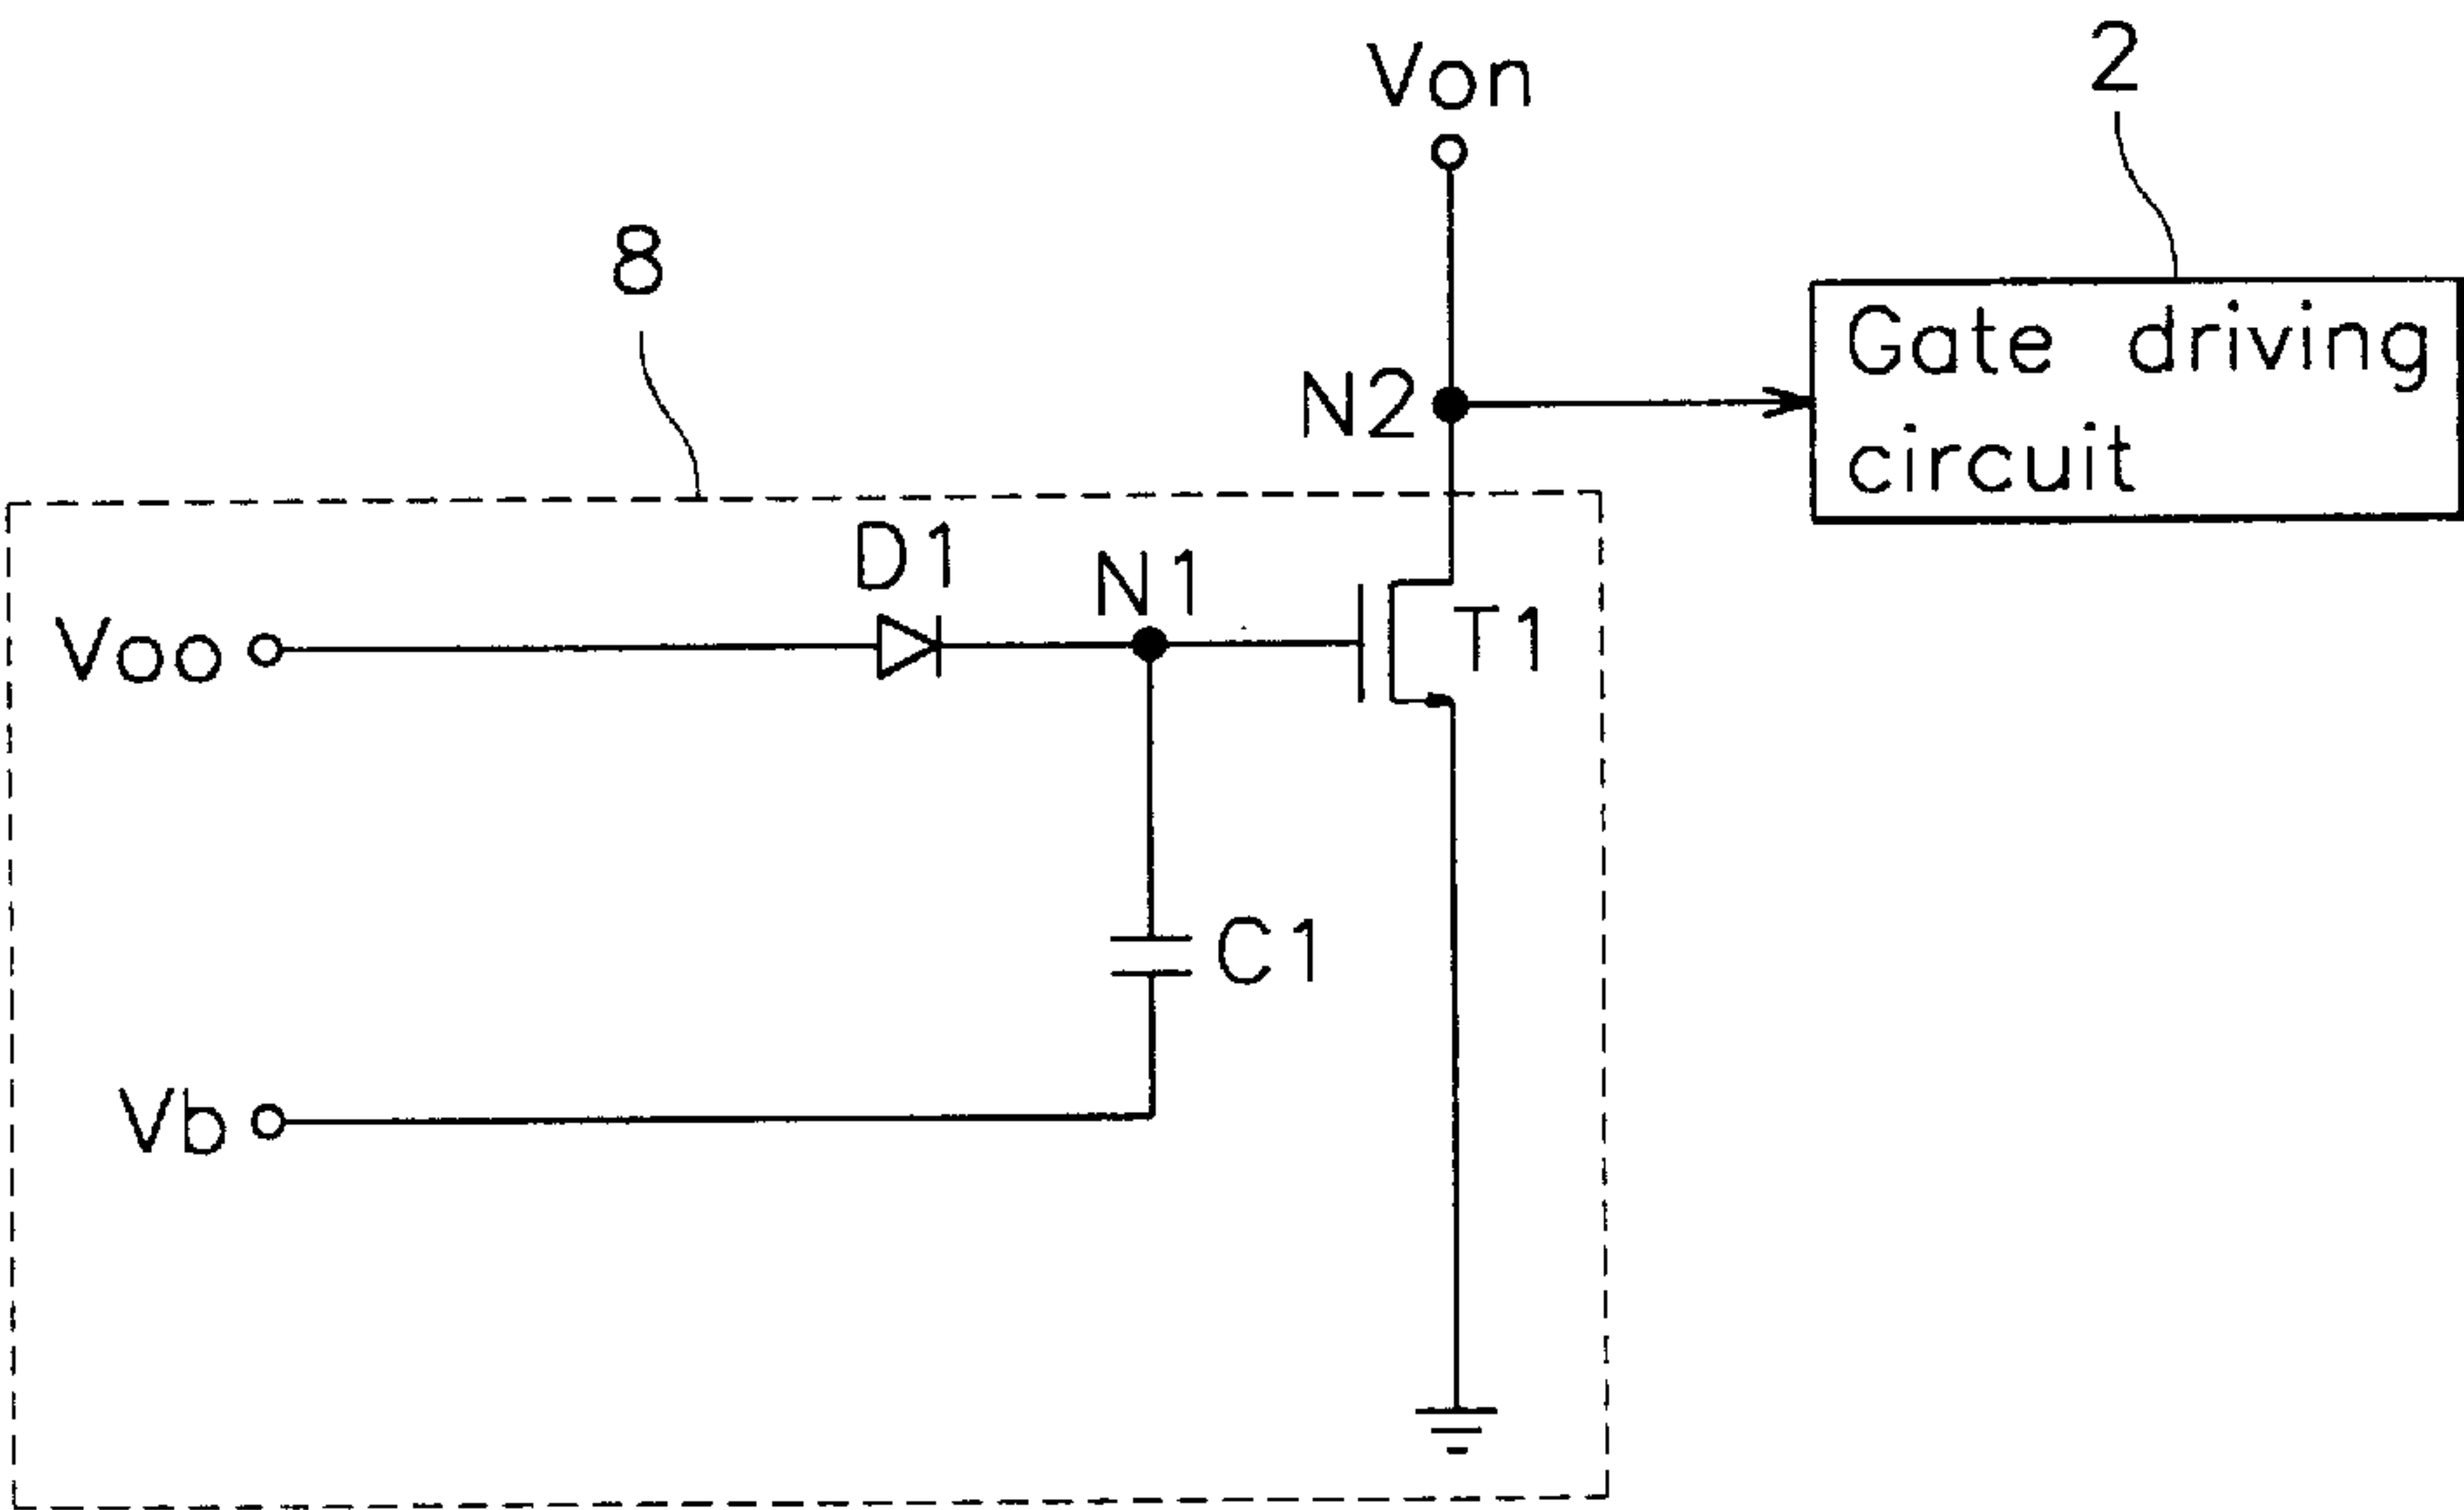 Von
2
8
N2
Gate driving
circuit
D1
N1
T1
Voo
C1
Vb